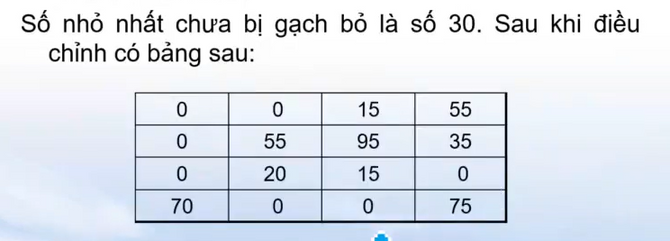 Số nhỏ nhất chưa bị gạch bỏ là số 30. Sau khi điều
chỉnh có bảng sau:
0 0 15 55
0 55 95 35
0 20 15 0
70 0 0 75